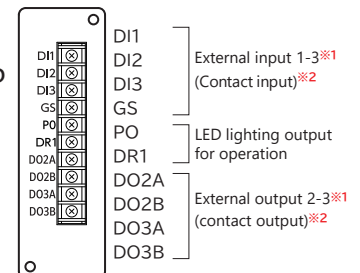 DI1
DI2
DI3
GS
PO
DR1
DO2A
DO2B
DO3A
DO3B
DI1
DI2
DI3
GS
PO
DR1
DO2A
DO2B
DO3A
DO3B
External input 1-3※1
(Contact input)※2
LED lighting output
for operation
External output 2-3※1
(contact output)※2